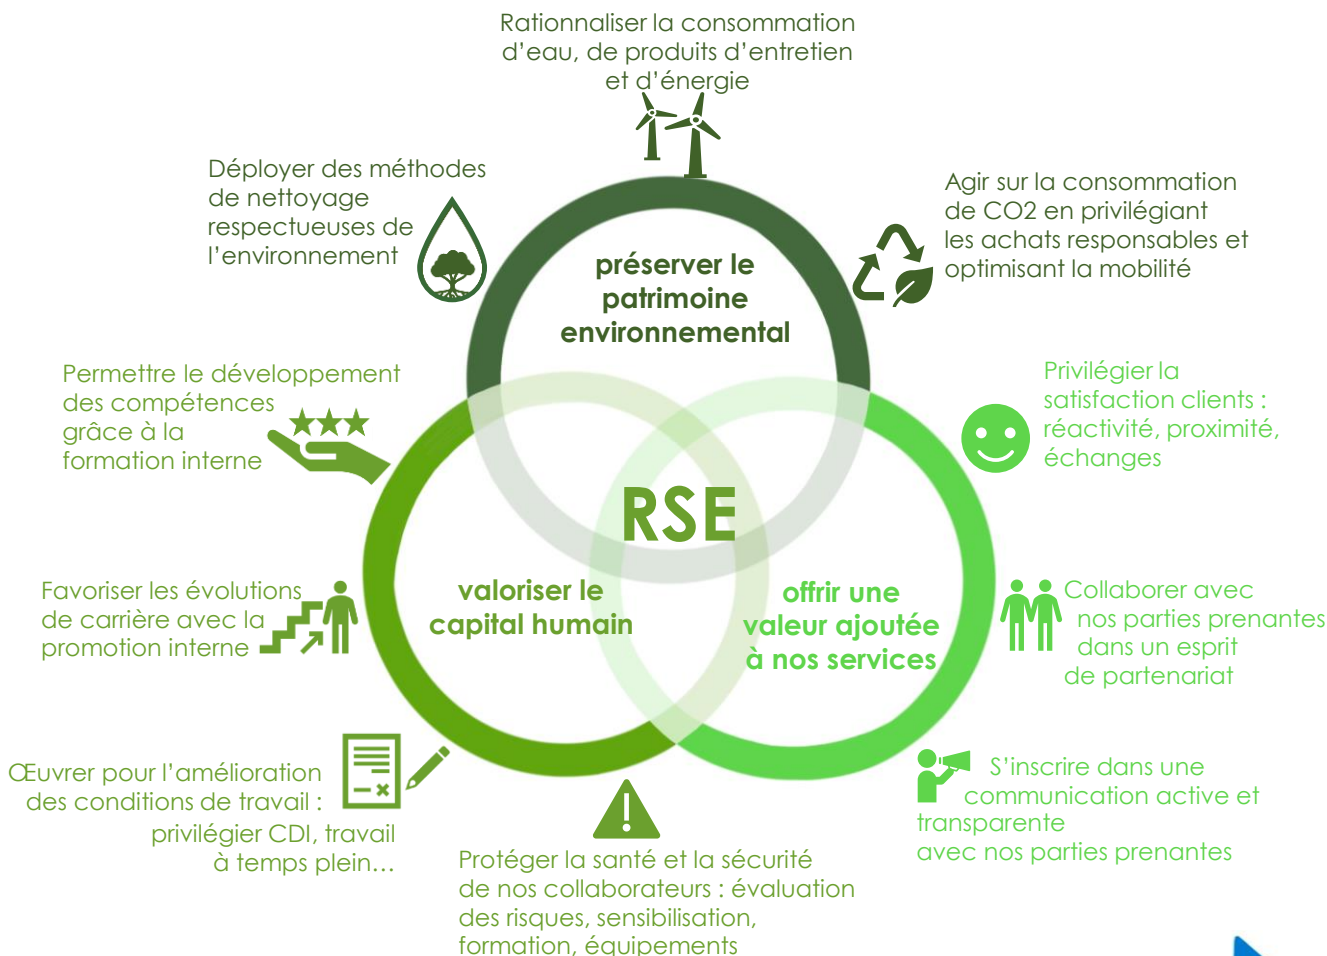 Rationnaliser la consommation
d'eau, de produits d'entretien
et d'énergie
Déployer des méthodes
de nettoyage
respectueuses de
l'environnement
Agir sur la consommation
de CO2 en privilégiant
les achats responsables et
optimisant la mobilité
préserver le
patrimoine
environnemental
Permettre le développement
des compétences
grâce à la
formation interne
Privilégier la
satisfaction clients :
réactivité, proximité,
échanges
RSE
Favoriser les évolutions
de carrière avec la
promotion interne
valoriser le
capital humain
offrir une
valeur ajoutée
à nos services
Collaborer avec
nos parties prenantes
dans un esprit
de partenariat
Œuvrer pour l'amélioration
des conditions de travail :
privilégier CDI, travail
à temps plein...
Protéger la santé et la sécurité
de nos collaborateurs : évaluation
des risques, sensibilisation,
formation, équipements
S'inscrire dans une
communication active et
transparente
avec nos parties prenantes